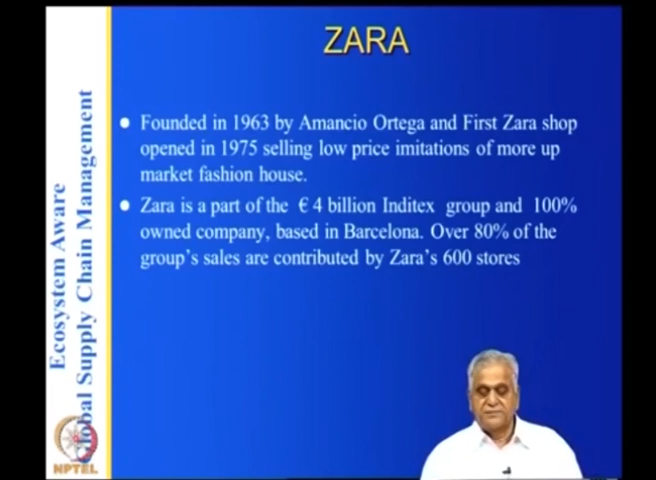 ZARA
Founded in 1963 by Amancio Ortega and First Zara shop
opened in 1975 selling low price imitations of more up
market fashion house.
Zara is a part of the € 4 billion Inditex group and 100%
owned company, based in Barcelona. Over 80% of the
group's sales are contributed by Zara's 600 stores
Ecosystem Aware
Global Supply Chain Management
NPTEL